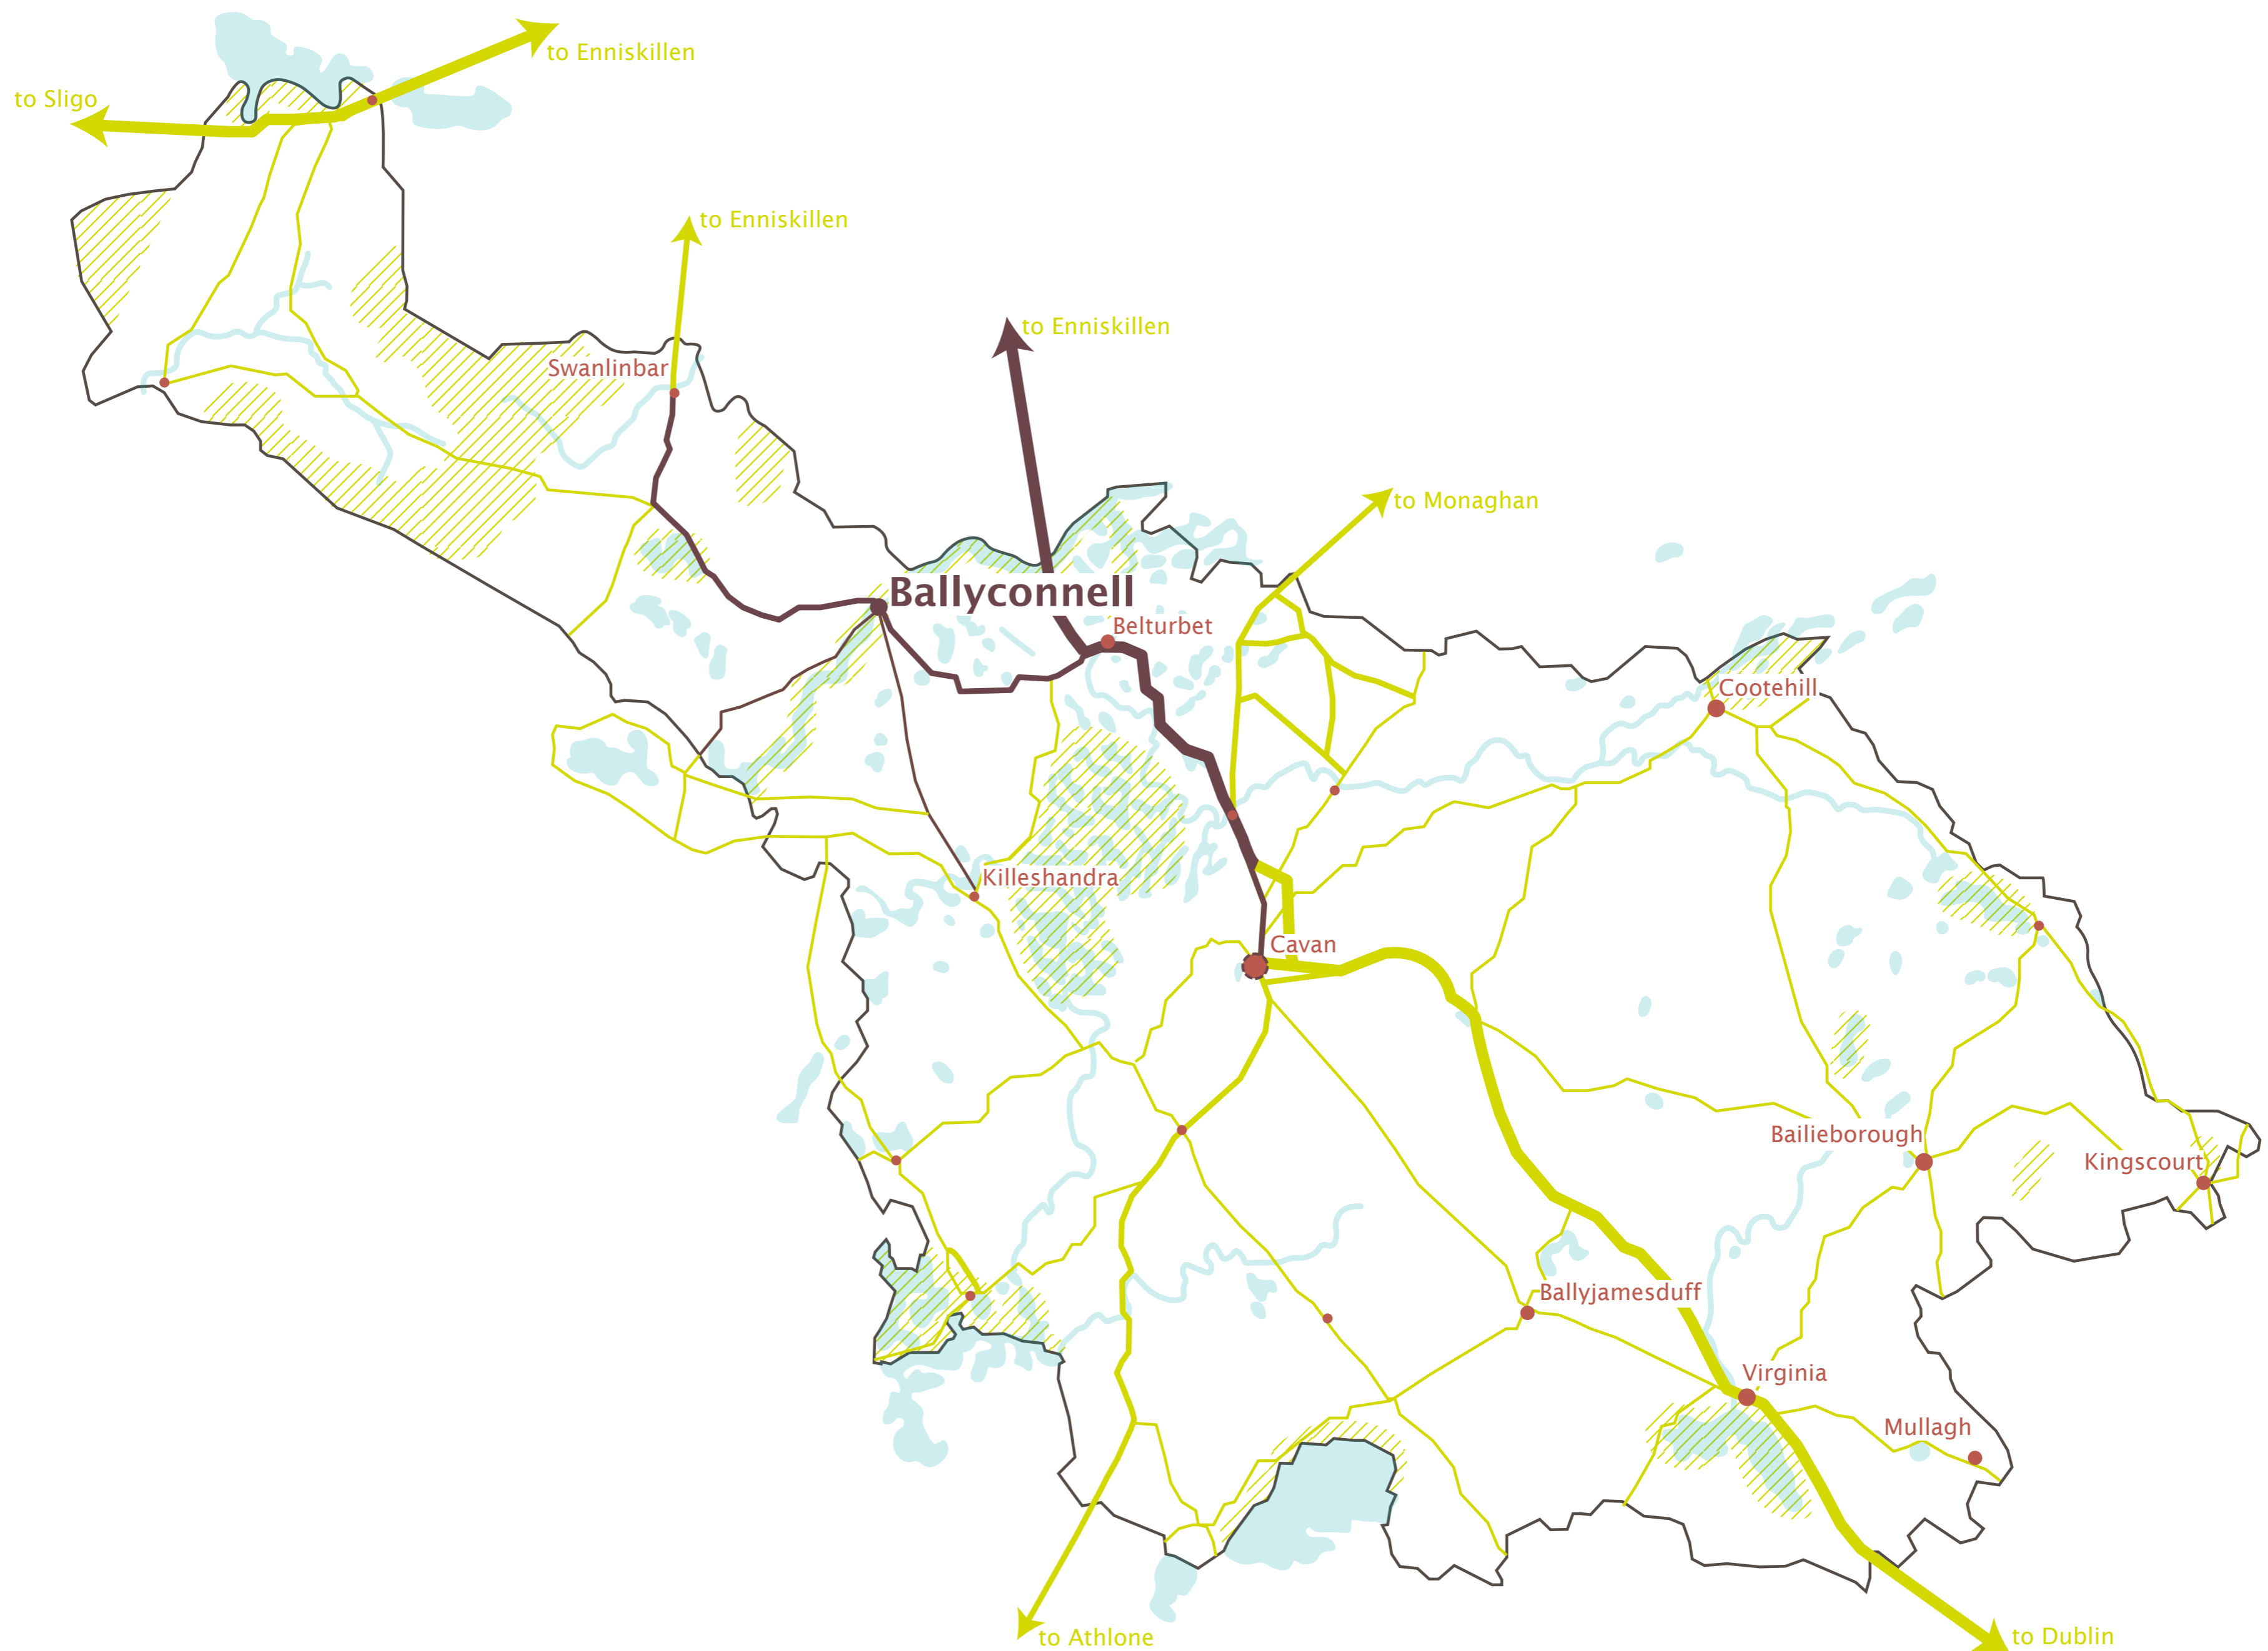 to Enniskillen
to Sligo
to Enniskillen
to Enniskillen
Swanlinbar
to Monaghan
Ballyconnell
Belturbet
Cootehill
Killeshandra
Cavan
Bailieborough
Kingscourt
Ballyjamesduff
Virginia
Mullagh
to Athlone
to Dublin